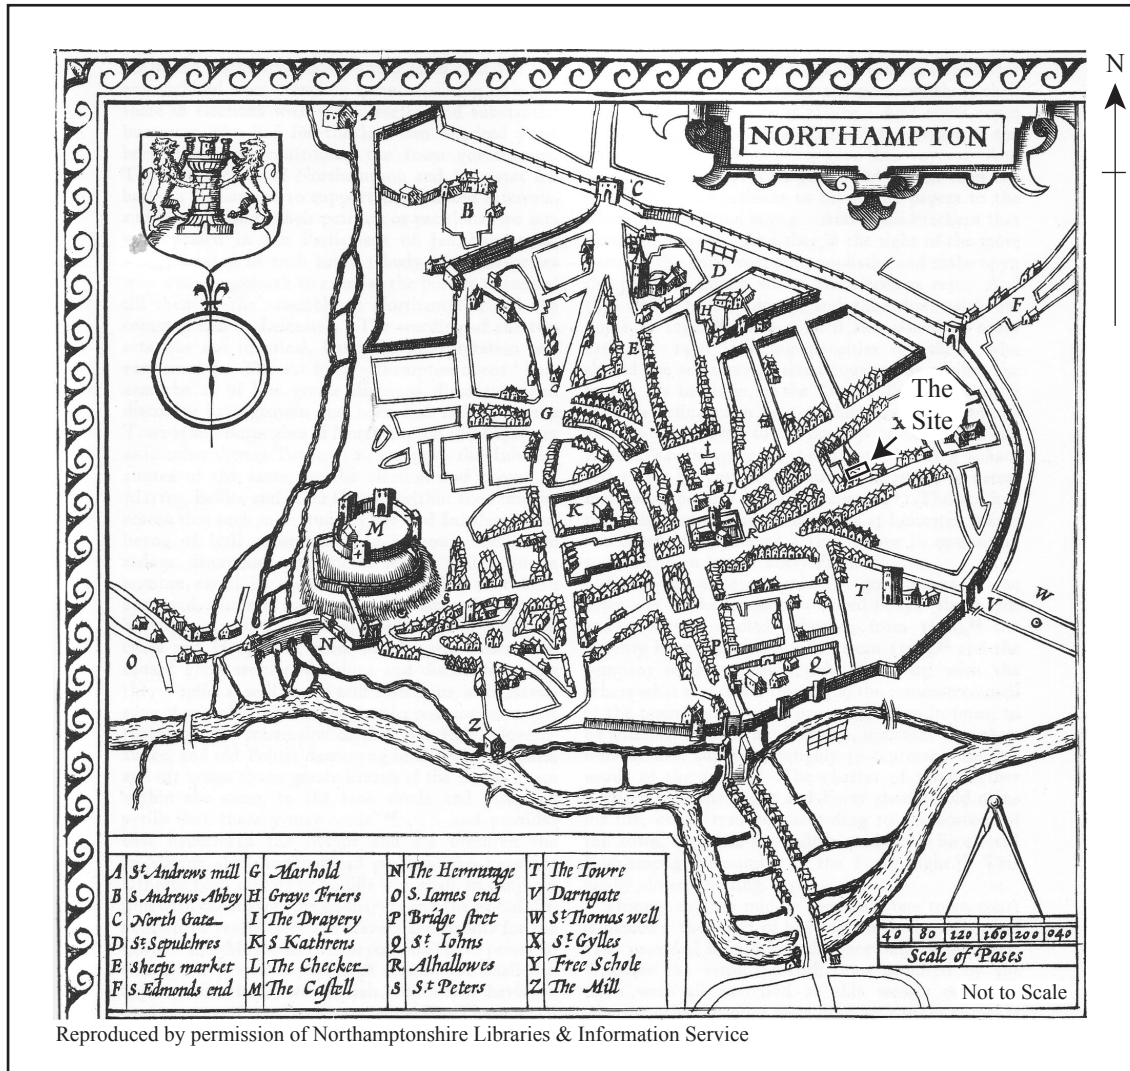 N
NORTHAMPTON
A
B
C
D
H
E
F
The
x Site
G
I
L
K
M
R
T
V
W
S
N
O
P
Q
Z
A St Andrews mill
B S Andrews Abbey
C North Gate
D St Sepulchres
E Sheepe market
F S. Edmonds end
G Marhold
H Graye Friers
I The Drapery
K S Kathrens
L The Checker
M The Castell
N The Hermitage
O S. Iames end
P Bridge stret
Q St Iohns
R Alhallowes
S St Peters
T The Towre
V Darngate
W St Thomas well
X St Gylles
Y Free Schole
Z The Mill
40 80 120 160 200 040
Scale of Pases
Not to Scale
Reproduced by permission of Northamptonshire Libraries & Information Service